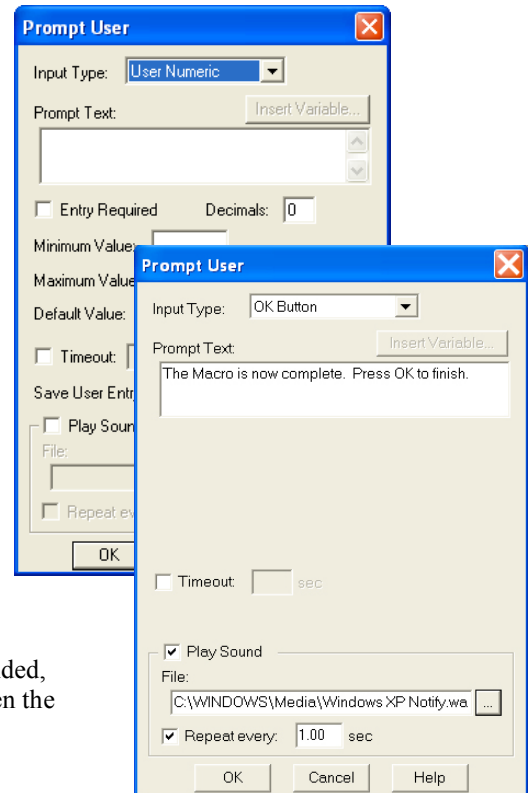 Prompt User
Input Type: User Numeric
Prompt Text: Insert Variable...
Entry Required Decimals: 0
Minimum Value:
Maximum Value
Default Value:
Timeout:
Save User Entr
Play Soun
File:
Repeat ev
OK
Prompt User
Input Type: OK Button
Prompt Text: Insert Variable...
The Macro is now complete. Press OK to finish.
Timeout: sec
Play Sound
File:
C:\WINDOWS\Media\Windows XP Notify.wa ...
Repeat every: 1.00 sec
OK Cancel Help
ded,
en the